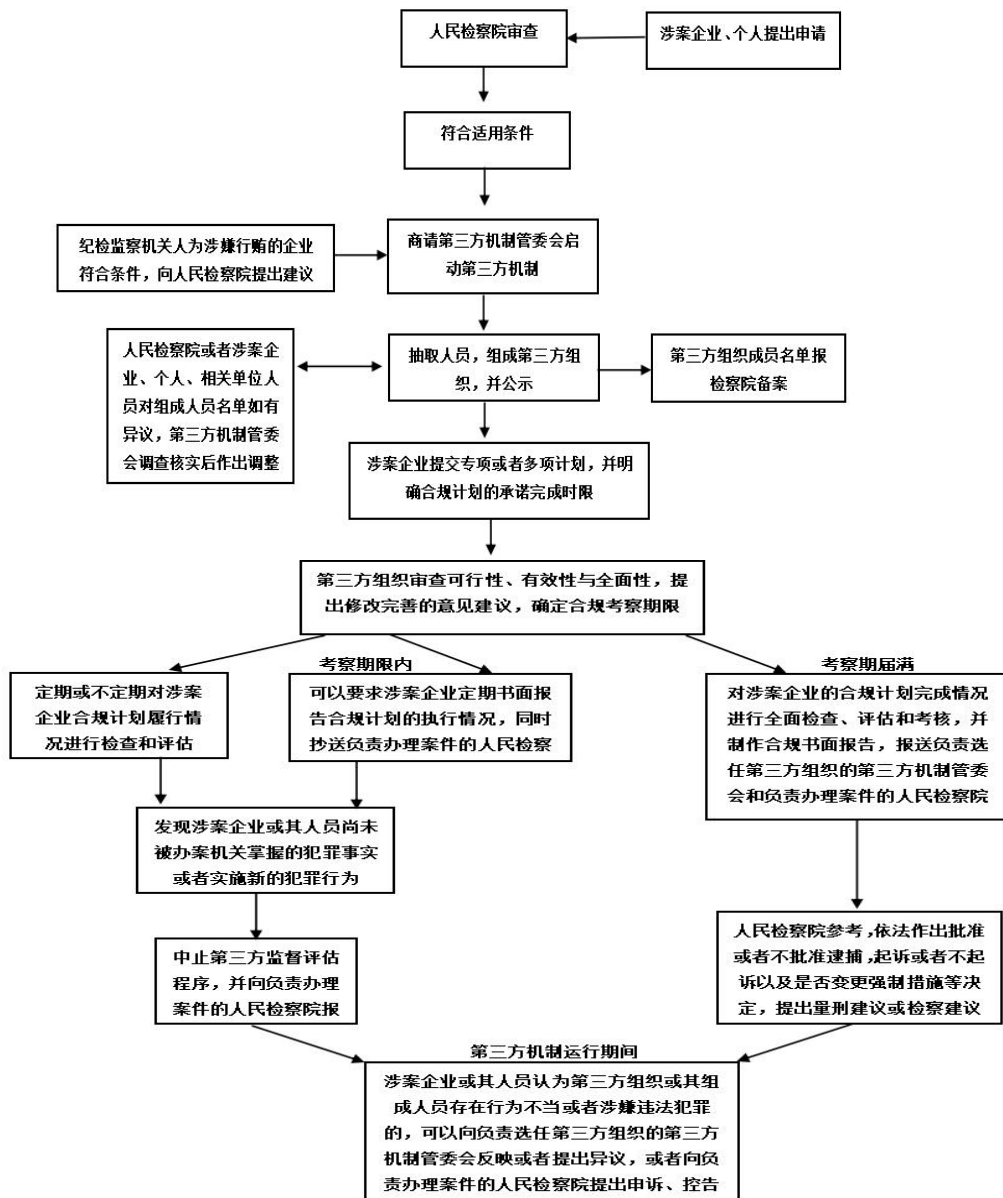 人民检察院审查
涉案企业、个人提出申请
符合适用条件
商请第三方机制管委会启
动第三方机制
纪检监察机关人为涉嫌行贿的企业
符合条件，向人民检察院提出建议
人民检察院或者涉案企
业、个人、相关单位人
员对组成人员名单如有
异议，第三方机制管委
会调查核实后作出调整
抽取人员，组成第三方组
织，并公示
第三方组织成员名单报
检察院备案
涉案企业提交专项或者多项计划，并明
确合规计划的承诺完成时限
第三方组织审查可行性、有效性与全面性，提
出修改完善的意见建议，确定合规考察期限
考察期限内
考察期届满
定期或不定期对涉案
企业合规计划履行情
况进行检查和评估
可以要求涉案企业定期书面报
告合规计划的执行情况，同时
抄送负责办理案件的人民检察
对涉案企业的合规计划完成情况
进行全面检查、评估和考核，并
制作合规书面报告，报送负责选
任第三方组织的第三方机制管委
会和负责办理案件的人民检察院
发现涉案企业或其人员尚未
被办案机关掌握的犯罪事实
或者实施新的犯罪行为
中止第三方监督评估
程序，并向负责办理
案件的人民检察院报
人民检察院参考，依法作出批准
或者不批准逮捕，起诉或者不起
诉以及是否变更强制措施等决
定，提出量刑建议或检察建议
第三方机制运行期间
涉案企业或其人员认为第三方组织或其组
成人员存在行为不当或者涉嫌违法犯罪
的，可以向负责选任第三方组织的第三方
机制管委会反映或者提出异议，或者向负
责办理案件的人民检察院提出申诉、控告